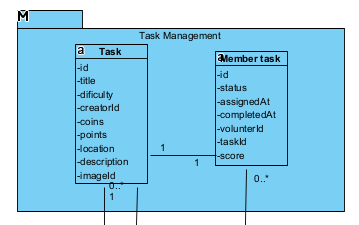 M
Task Management
a
Task
-id
-title
-dificulty
-creatorId
-coins
-points
-location
-description
-imageId
a
Member task
-id
-status
-assignedAt
-completedAt
-volunterId
-taskId
-score
1
1
0..*
1
0..*